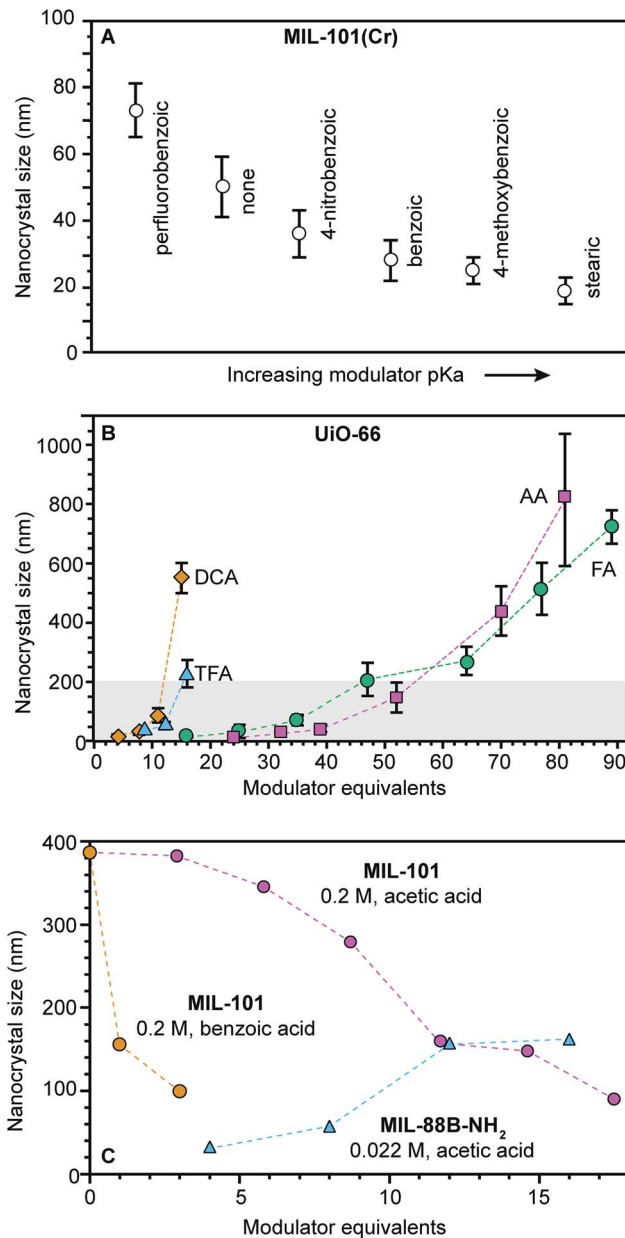 A
MIL-101(Cr)
Nanocrystal size (nm)
100
80
60
40
20
0
perfluorobenzoic
none
4-nitrobenzoic
benzoic
4-methoxybenzoic
stearic
Increasing modulator pKa
B
UiO-66
Nanocrystal size (nm)
1000
800
600
400
200
0
DCA
TFA
AA
FA
0 10 20 30 40 50 60 70 80 90
Modulator equivalents
Nanocrystal size (nm)
400
300
200
100
0
MIL-101
0.2 M, acetic acid
MIL-101
0.2 M, benzoic acid
MIL-88B-NH2
0.022 M, acetic acid
C
0 5 10 15
Modulator equivalents